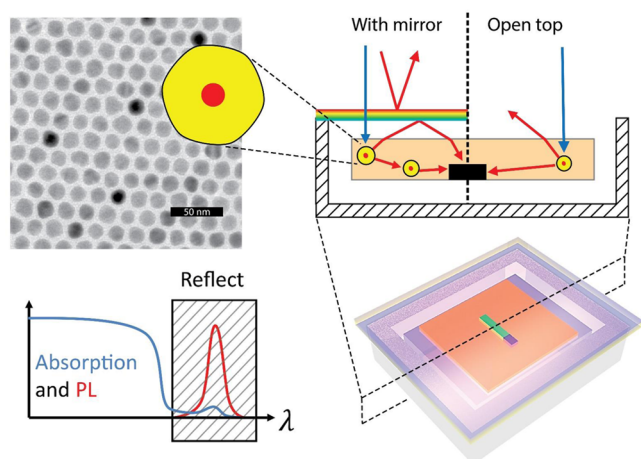 With mirror
Open top
50 nm
Reflect
Absorption
and PL
λ